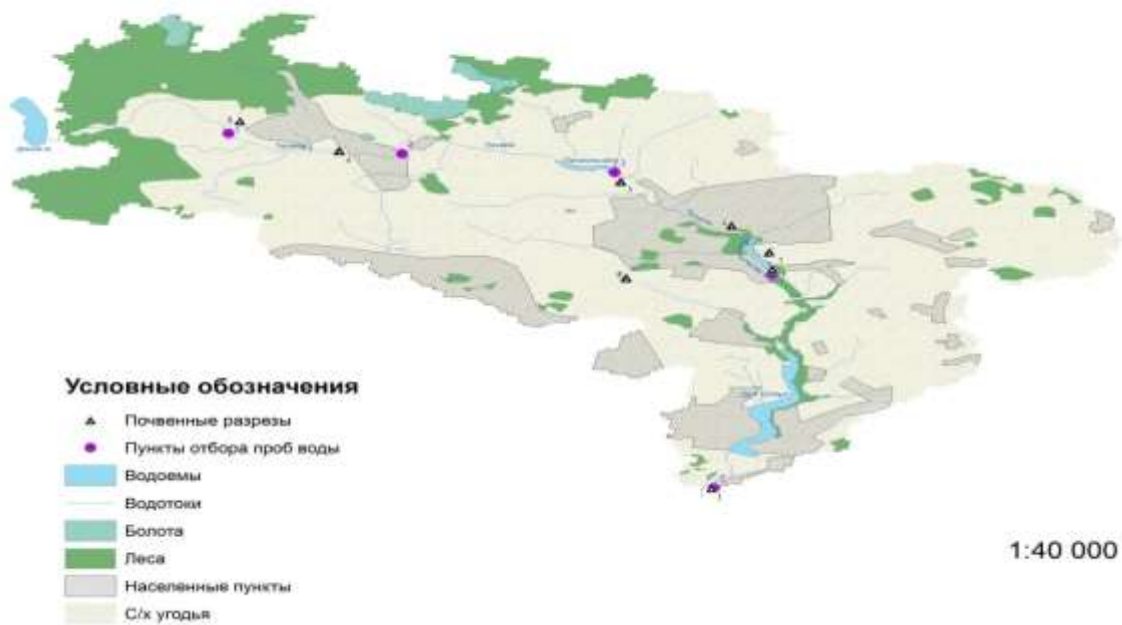 Условные обозначения
Почвенные разрезы
Пункты отбора проб воды
Водоемы
Водотоки
Болота
Леса
Населенные пункты
С/х угодья
1:40 000